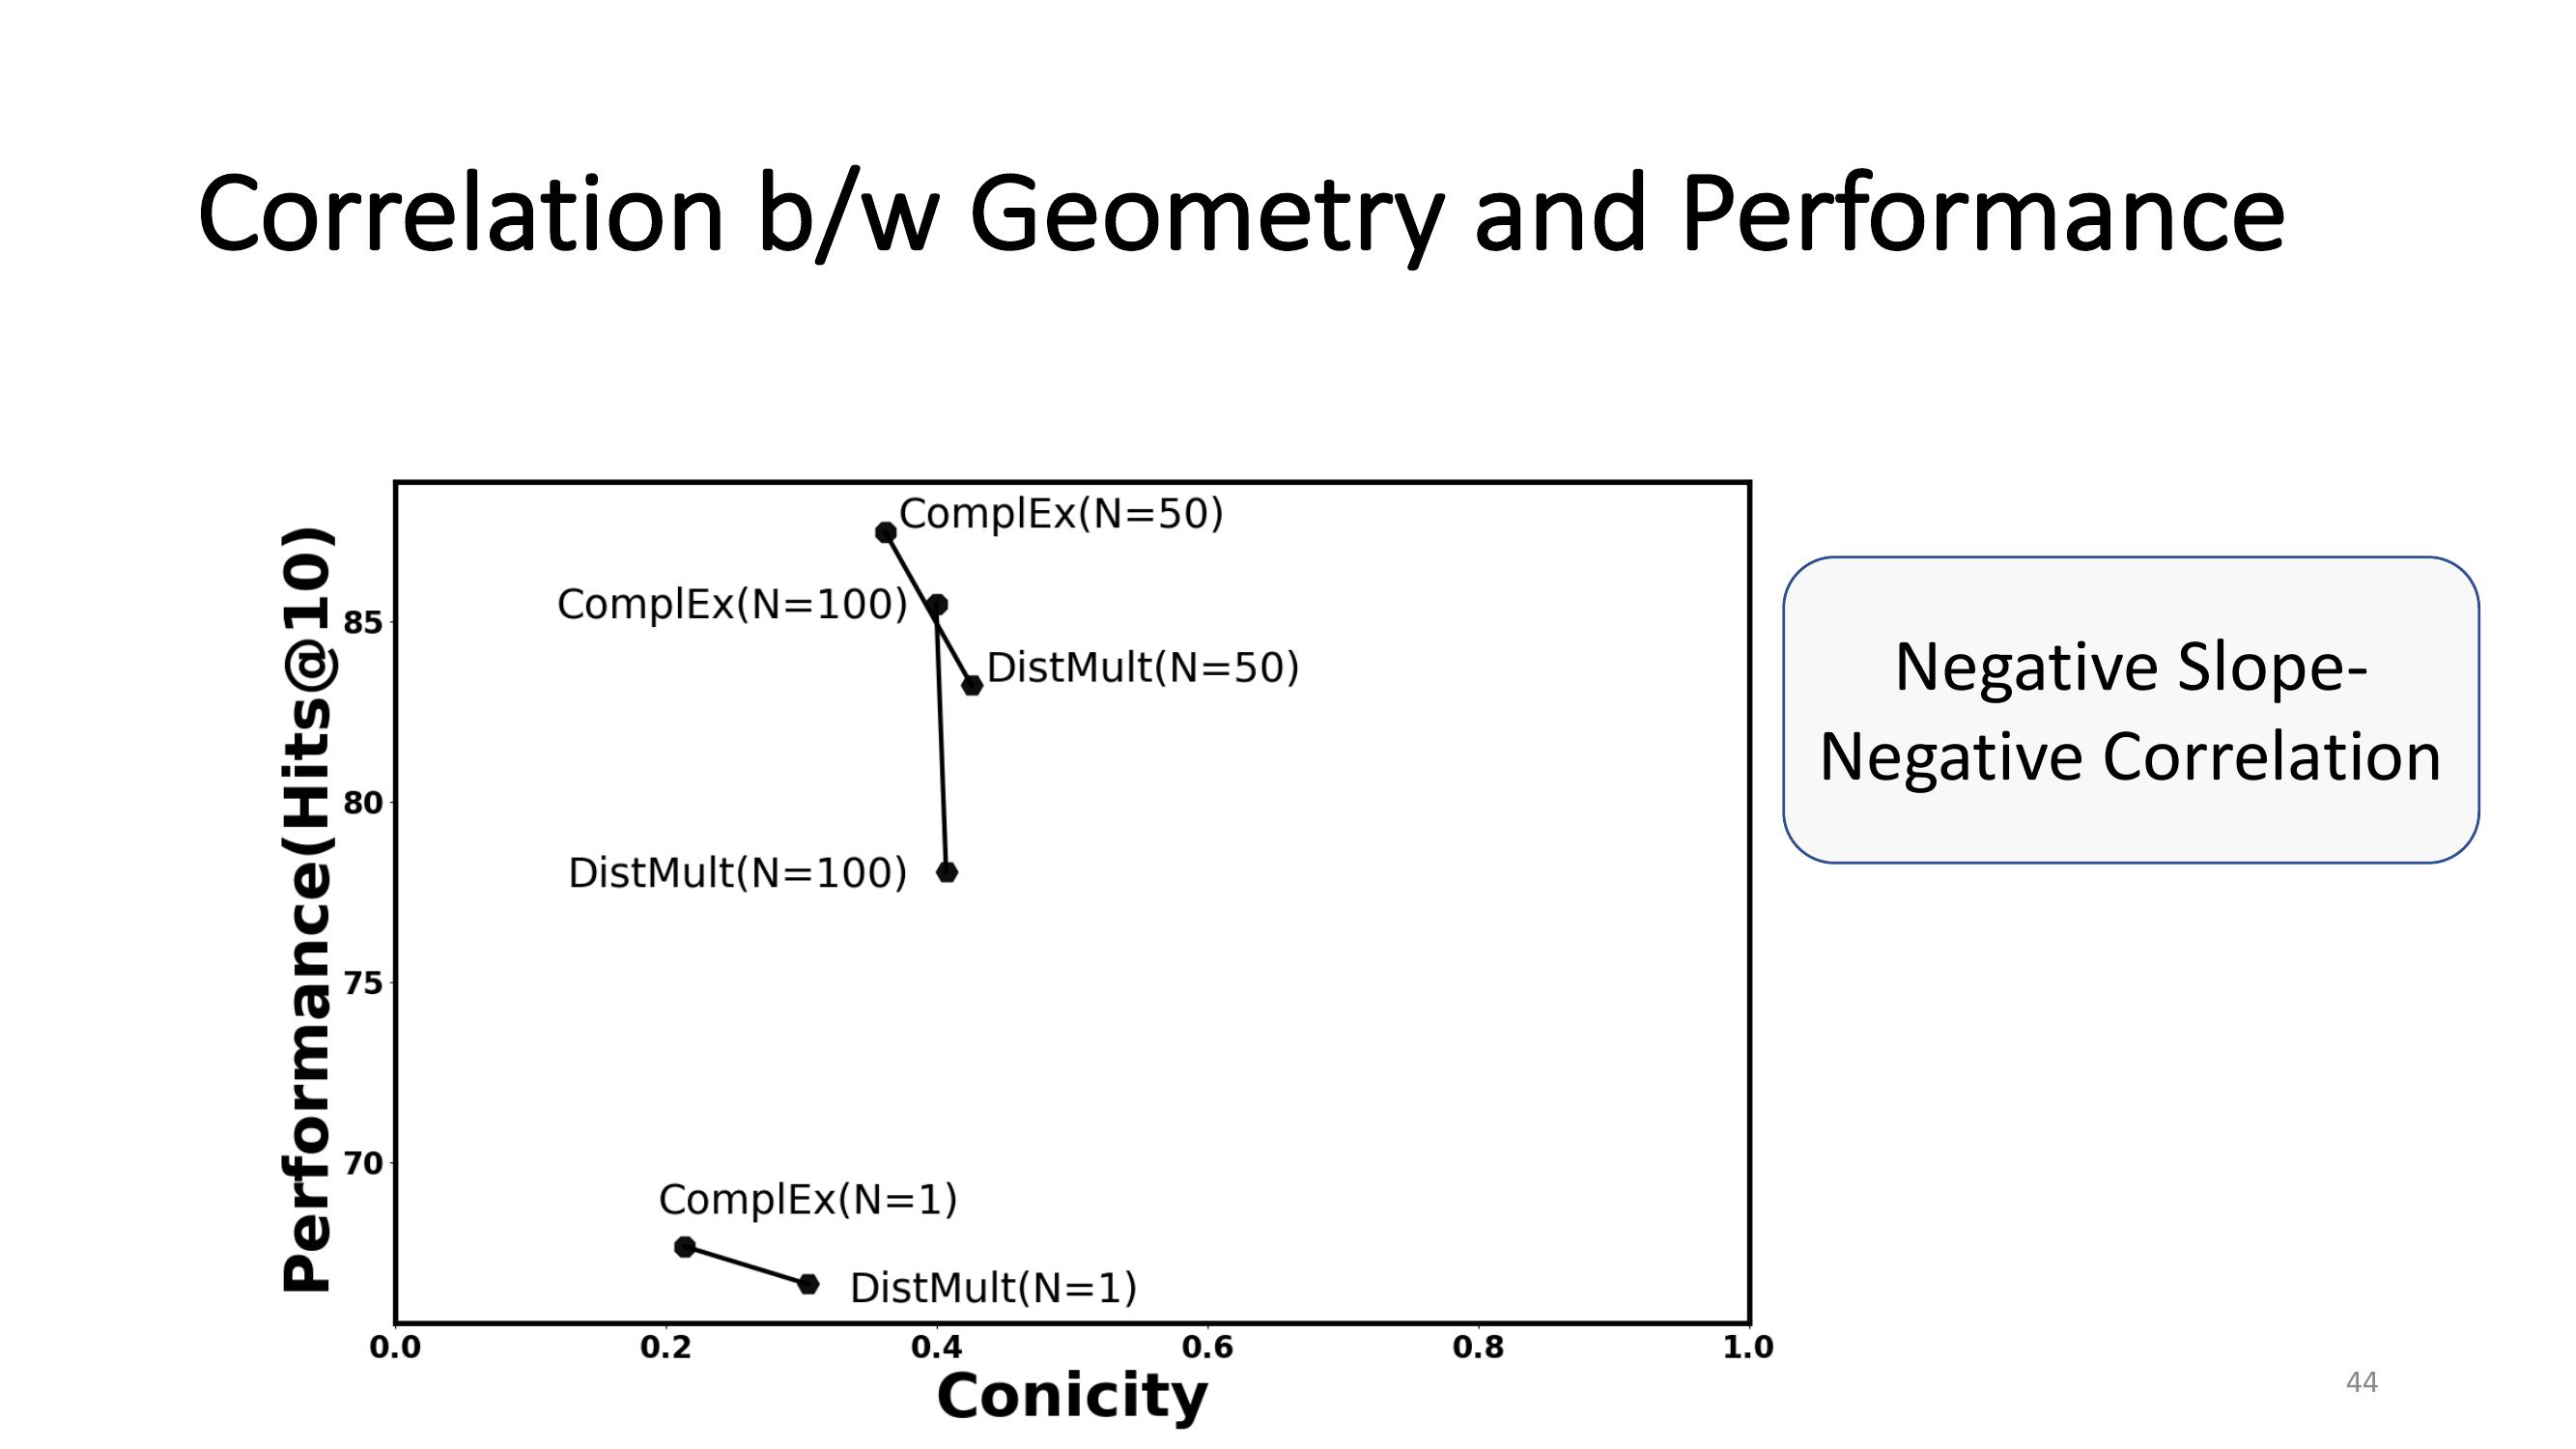 Correlation b/w Geometry and Performance
Performance(Hits@10)
85
80
75
70
ComplEx(N=50)
ComplEx(N=100)
DistMult(N=50)
DistMult(N=100)
ComplEx(N=1)
DistMult(N=1)
0.0 0.2 0.4 0.6 0.8 1.0
Conicity
Negative Slope-
Negative Correlation
44